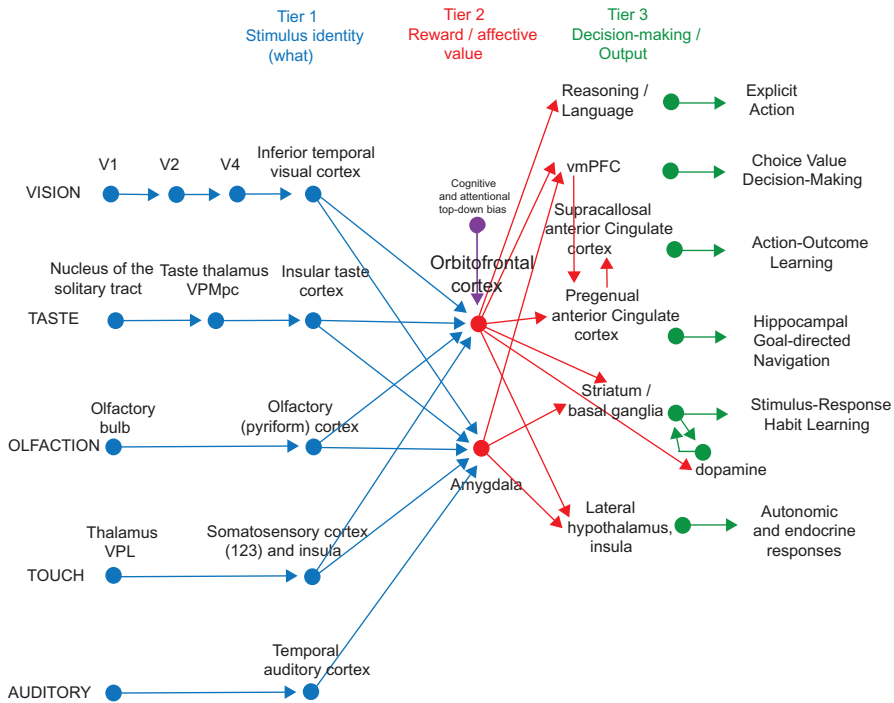 Tier 1
Stimulus identity
(what)
Tier 2
Reward / affective
value
Tier 3
Decision-making /
Output
VISION
V1
V2
V4
Inferior temporal
visual cortex
TASTE
Nucleus of the
solitary tract
Taste thalamus
VPMpc
Insular taste
cortex
OLFACTION
Olfactory
bulb
Olfactory
(pyriform) cortex
TOUCH
Thalamus
VPL
Somatosensory cortex
(123) and insula
AUDITORY
Temporal
auditory cortex
Cognitive
and attentional
top-down bias
Orbitofrontal
cortex
Amygdala
Reasoning /
Language
vmPFC
Supracallosal
anterior Cingulate
cortex
Pregenual
anterior Cingulate
cortex
Striatum /
basal ganglia
dopamine
Lateral
hypothalamus,
insula
Explicit
Action
Choice Value
Decision-Making
Action-Outcome
Learning
Hippocampal
Goal-directed
Navigation
Stimulus-Response
Habit Learning
Autonomic
and endocrine
responses